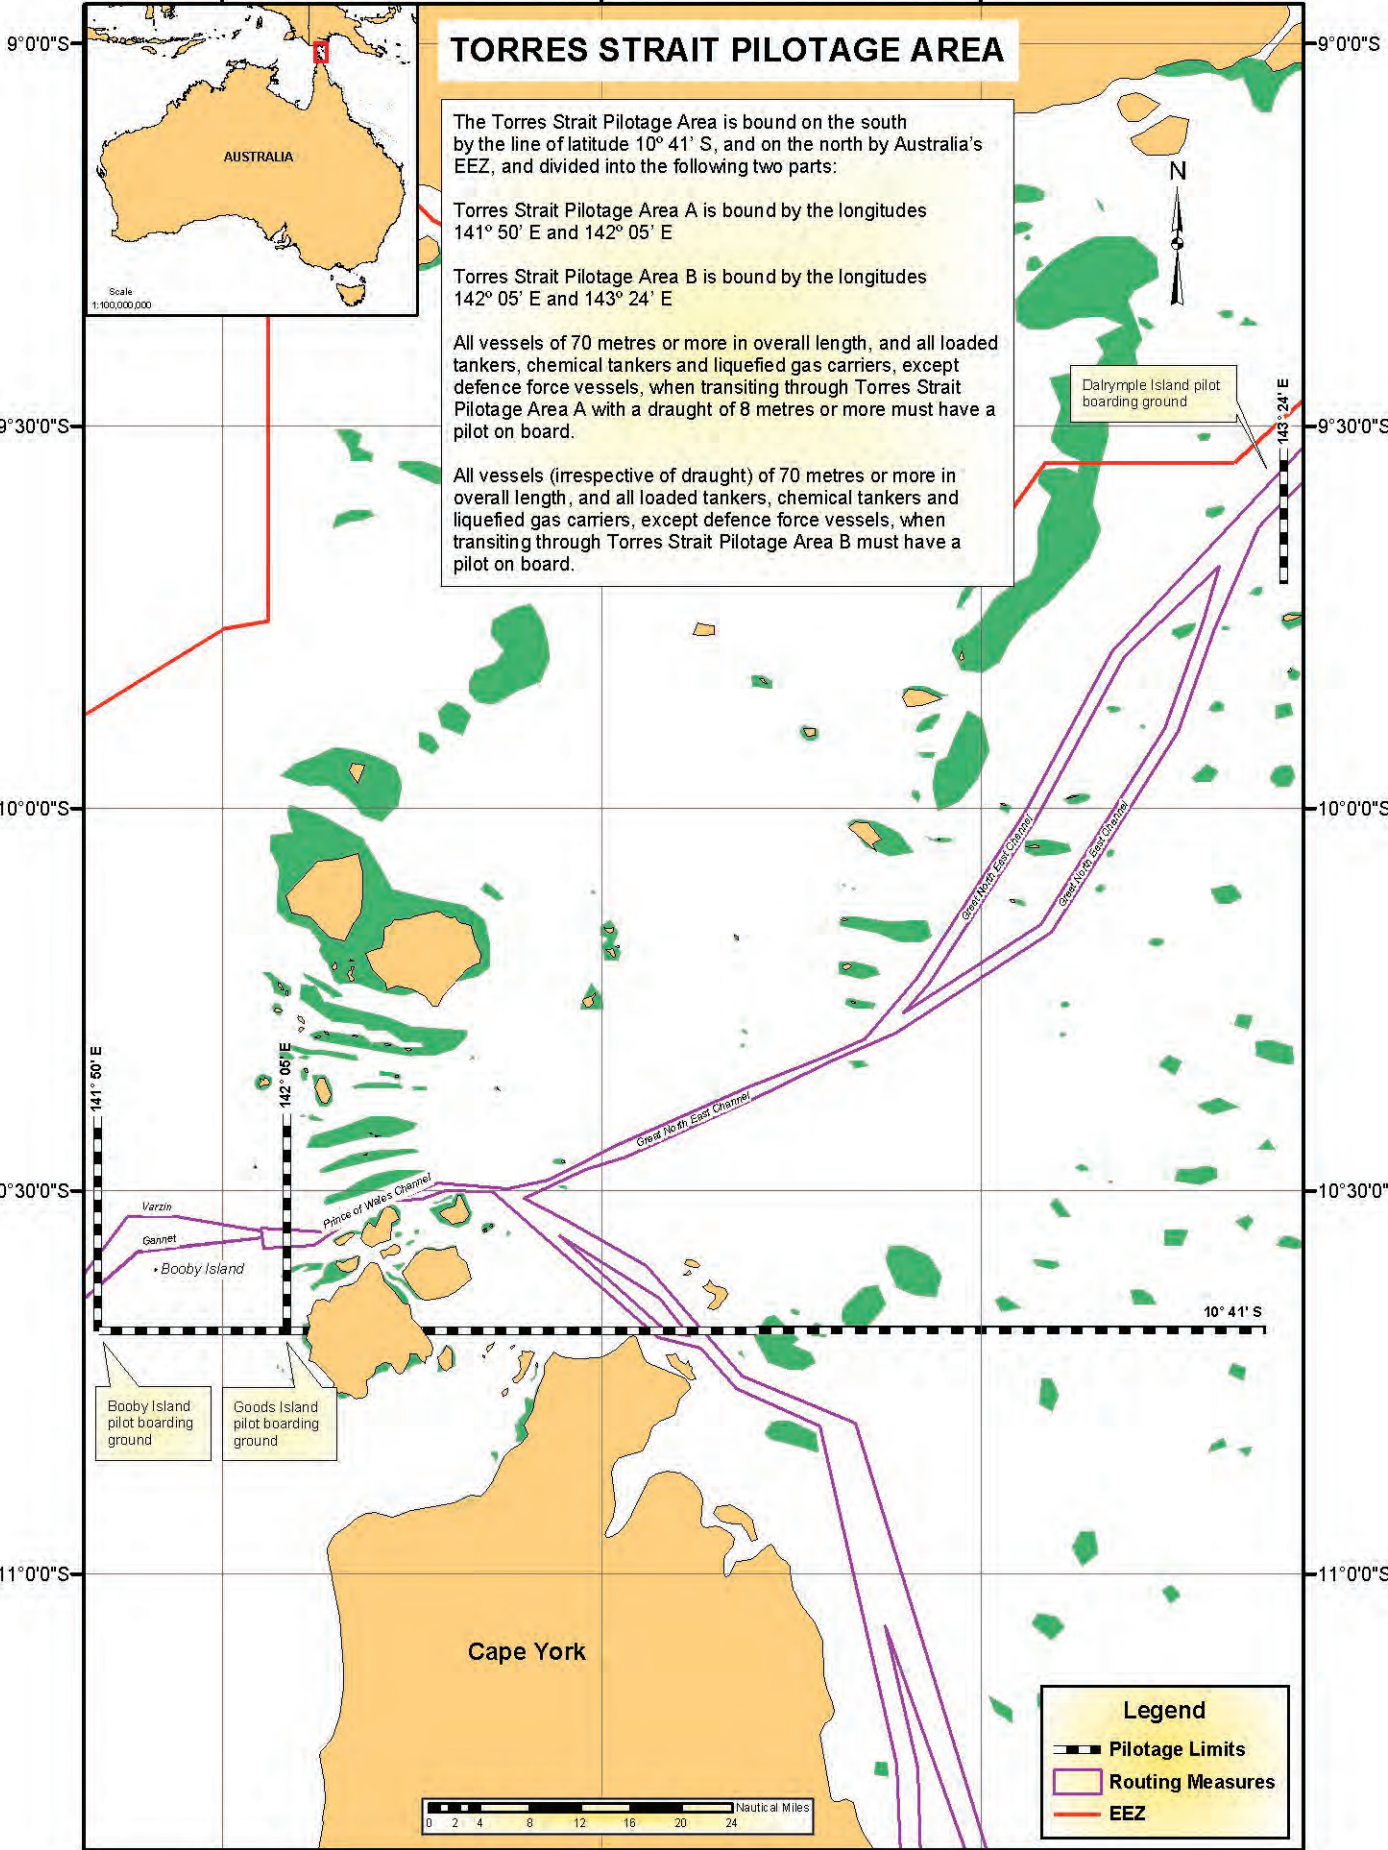 TORRES STRAIT PILOTAGE AREA
9°0'0"S
9°0'0"S
AUSTRALIA
Scale
1:100,000,000
The Torres Strait Pilotage Area is bound on the south
by the line of latitude 10º 41' S, and on the north by Australia's
EEZ, and divided into the following two parts:
Torres Strait Pilotage Area A is bound by the longitudes
141º 50' E and 142º 05' E
Torres Strait Pilotage Area B is bound by the longitudes
142º 05' E and 143º 24' E
All vessels of 70 metres or more in overall length, and all loaded
tankers, chemical tankers and liquefied gas carriers, except
defence force vessels, when transiting through Torres Strait
Pilotage Area A with a draught of 8 metres or more must have a
pilot on board.
All vessels (irrespective of draught) of 70 metres or more in
overall length, and all loaded tankers, chemical tankers and
liquefied gas carriers, except defence force vessels, when
transiting through Torres Strait Pilotage Area B must have a
pilot on board.
N
Dalrymple Island pilot
boarding ground
143° 24' E
9°30'0"S
9°30'0"S
10°0'0"S
10°0'0"S
Great North East Channel
Great North East Channel
Great North East Channel
141° 50' E
142° 05' E
0°30'0"S
10°30'0"S
Prince of Wales Channel
Varzin
Gannet
Booby Island
10° 41' S
Booby Island
pilot boarding
ground
Goods Island
pilot boarding
ground
11°0'0"S
11°0'0"S
Cape York
Legend
Pilotage Limits
Routing Measures
EEZ
Nautical Miles
0 2 4 8 12 16 20 24